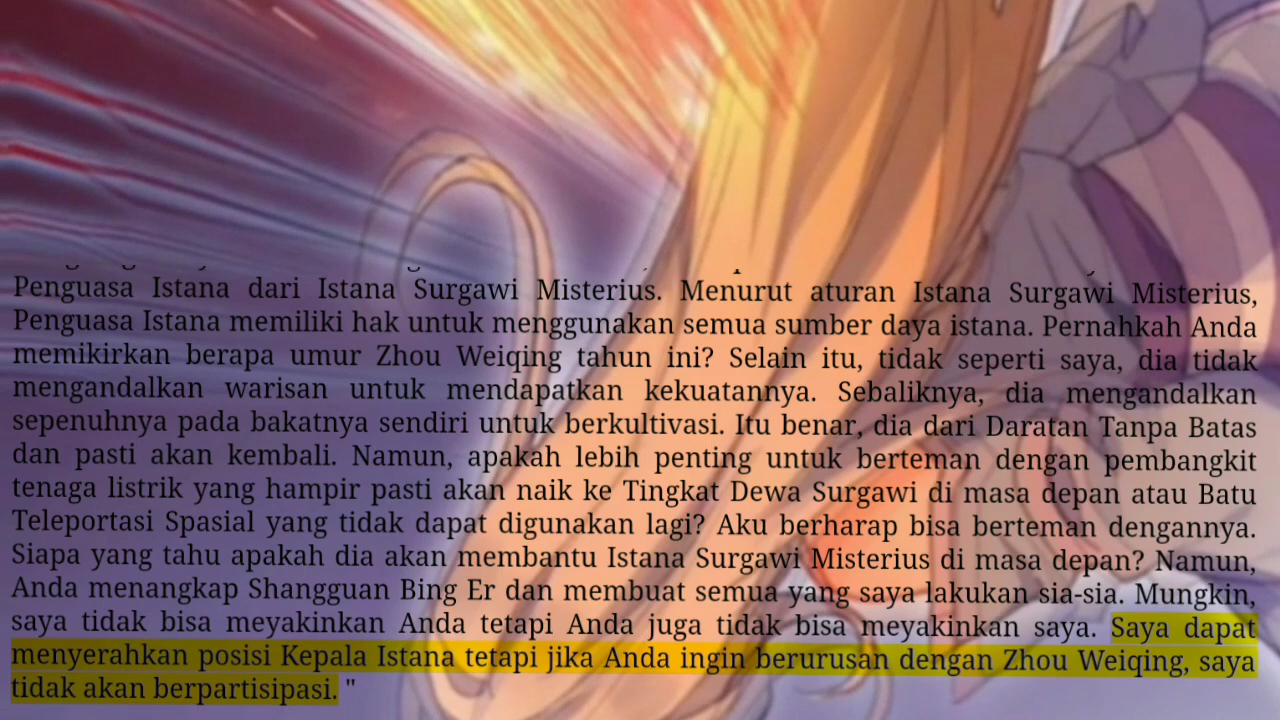 Penguasa Istana dari Istana Surgawi Misterius. Menurut aturan Istana Surgawi Misterius,
Penguasa Istana memiliki hak untuk menggunakan semua sumber daya istana. Pernahkah Anda
memikirkan berapa umur Zhou Weiqing tahun ini? Selain itu, tidak seperti saya, dia tidak
mengandalkan warisan untuk mendapatkan kekuatannya. Sebaliknya, dia mengandalkan
sepenuhnya pada bakatnya sendiri untuk berkultivasi. Itu benar, dia dari Daratan Tanpa Batas
dan pasti akan kembali. Namun, apakah lebih penting untuk berteman dengan pembangkit
tenaga listrik yang hampir pasti akan naik ke Tingkat Dewa Surgawi di masa depan atau Batu
Teleportasi Spasial yang tidak dapat digunakan lagi? Aku berharap bisa berteman dengannya.
Siapa yang tahu apakah dia akan membantu Istana Surgawi Misterius di masa depan? Namun,
Anda menangkap Shangguan Bing Er dan membuat semua yang saya lakukan sia-sia. Mungkin,
saya tidak bisa meyakinkan Anda tetapi Anda juga tidak bisa meyakinkan saya. Saya dapat
menyerahkan posisi Kepala Istana tetapi jika Anda ingin berurusan dengan Zhou Weiqing, saya
tidak akan berpartisipasi. "